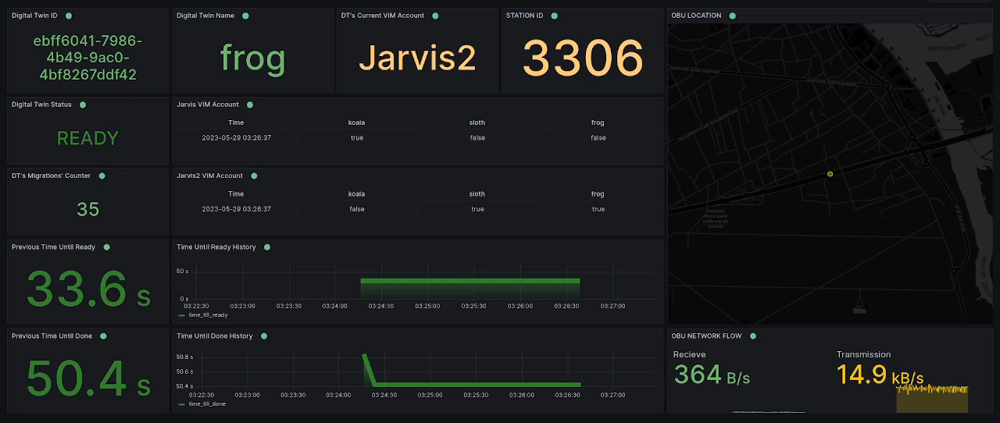 Digital Twin ID
ebff6041-7986-
4b49-9ac0-
4bf8267ddf42
Digital Twin Name
frog
DT's Current VIM Account
Jarvis2
STATION ID
3306
OBU LOCATION
Digital Twin Status
READY
Jarvis VIM Account
Time koala sloth frog
2023-05-29 03:26:37 true false false
DT's Migrations' Counter
35
Jarvis2 VIM Account
Time koala sloth frog
2023-05-29 03:26:37 false true true
Previous Time Until Ready
33.6 s
Time Until Ready History
50 s
0 s
03:22:30 03:23:00 03:23:30 03:24:00 03:24:30 03:25:00 03:25:30 03:26:00 03:26:30 03:27:00
time_till_ready
Previous Time Until Done
50.4 s
Time Until Done History
50.8 s
50.6 s
50.4 s
03:22:30 03:23:00 03:23:30 03:24:00 03:24:30 03:25:00 03:25:30 03:26:00 03:26:30 03:27:00
time_till_done
OBU NETWORK FLOW
Recieve
364 B/s
Transmission
14.9 kB/s